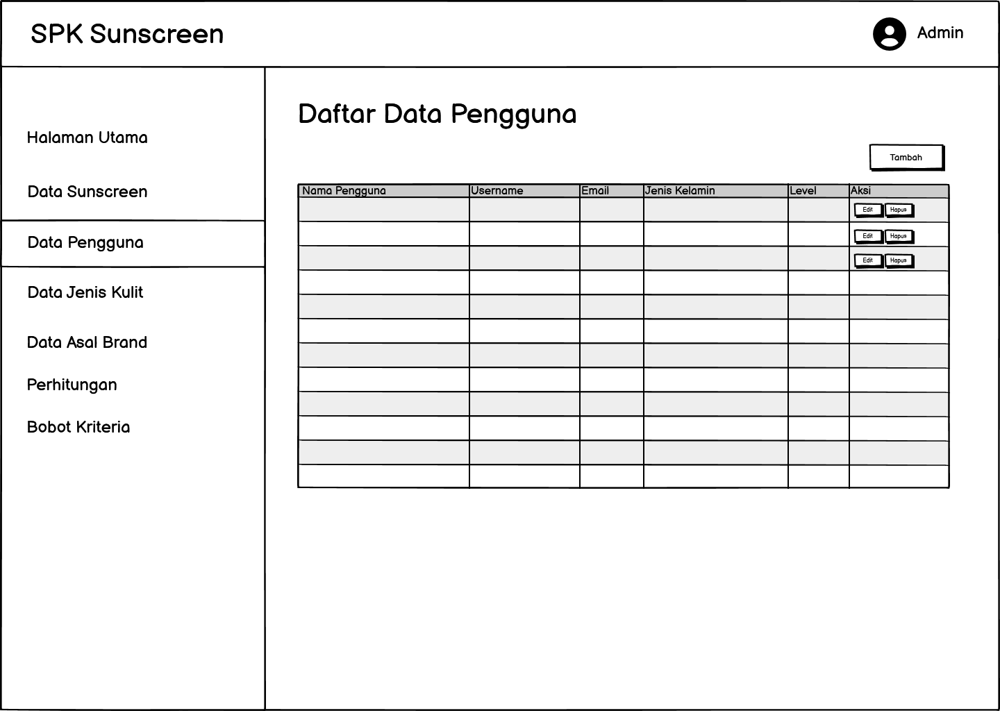 SPK Sunscreen
Admin
Halaman Utama
Data Sunscreen
Data Pengguna
Data Jenis Kulit
Data Asal Brand
Perhitungan
Bobot Kriteria
Daftar Data Pengguna
Tambah
Nama Pengguna Username Email Jenis Kelamin Level Aksi
Edit Hapus
Edit Hapus
Edit Hapus